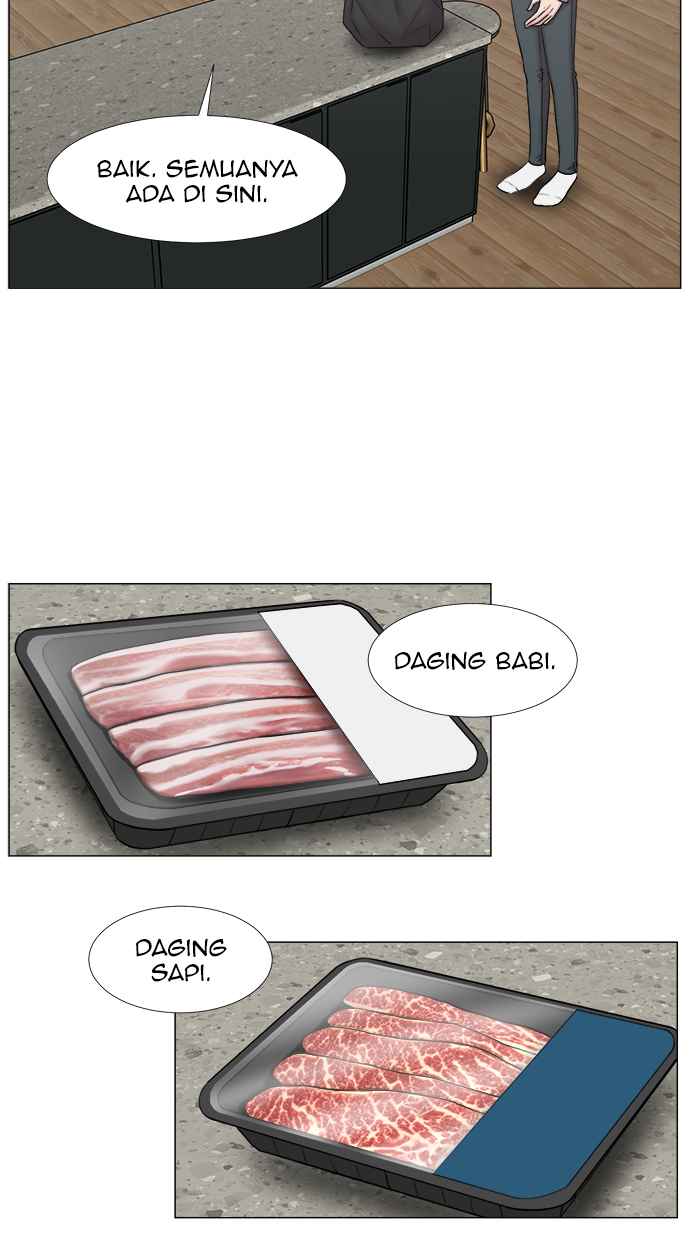 BAIK. SEMUANYA
ADA DI SINI.
DAGING BABI.
DAGING
SAPI.